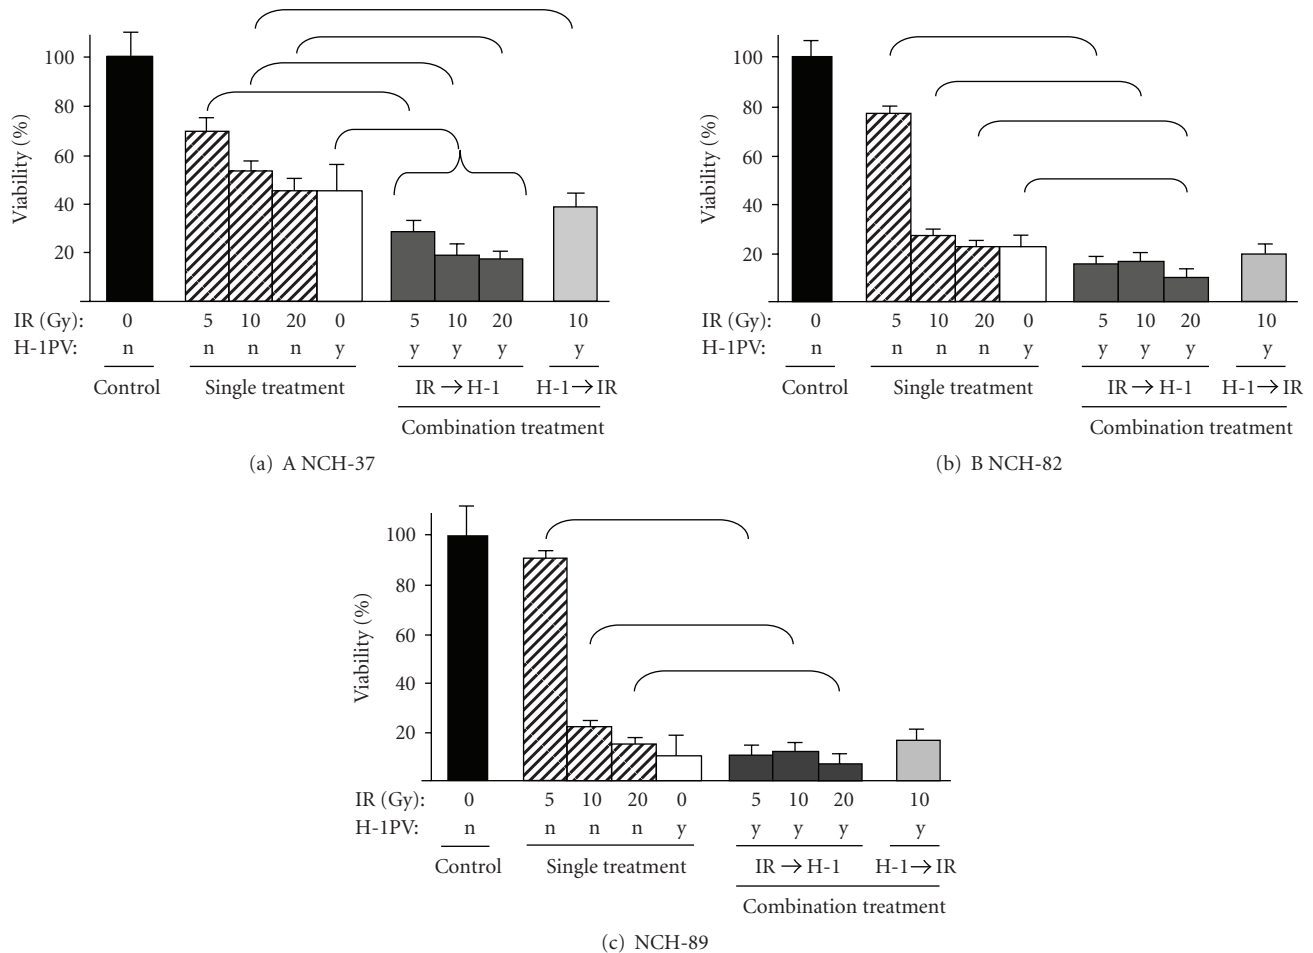 100
80
60
40
20
Viability (%)
IR (Gy): 0 5 10 20 0 5 10 20 10
H-1PV: n n n n y y y y y
Control Single treatment IR → H-1 H-1 → IR
Combination treatment
(a) A NCH-37
100
80
60
40
20
Viability (%)
IR (Gy): 0 5 10 20 0 5 10 20 10
H-1PV: n n n n y y y y y
Control Single treatment IR → H-1 H-1 → IR
Combination treatment
(b) B NCH-82
100
80
60
40
20
Viability (%)
IR (Gy): 0 5 10 20 0 5 10 20 10
H-1PV: n n n n y y y y y
Control Single treatment IR → H-1 H-1 → IR
Combination treatment
(c) NCH-89